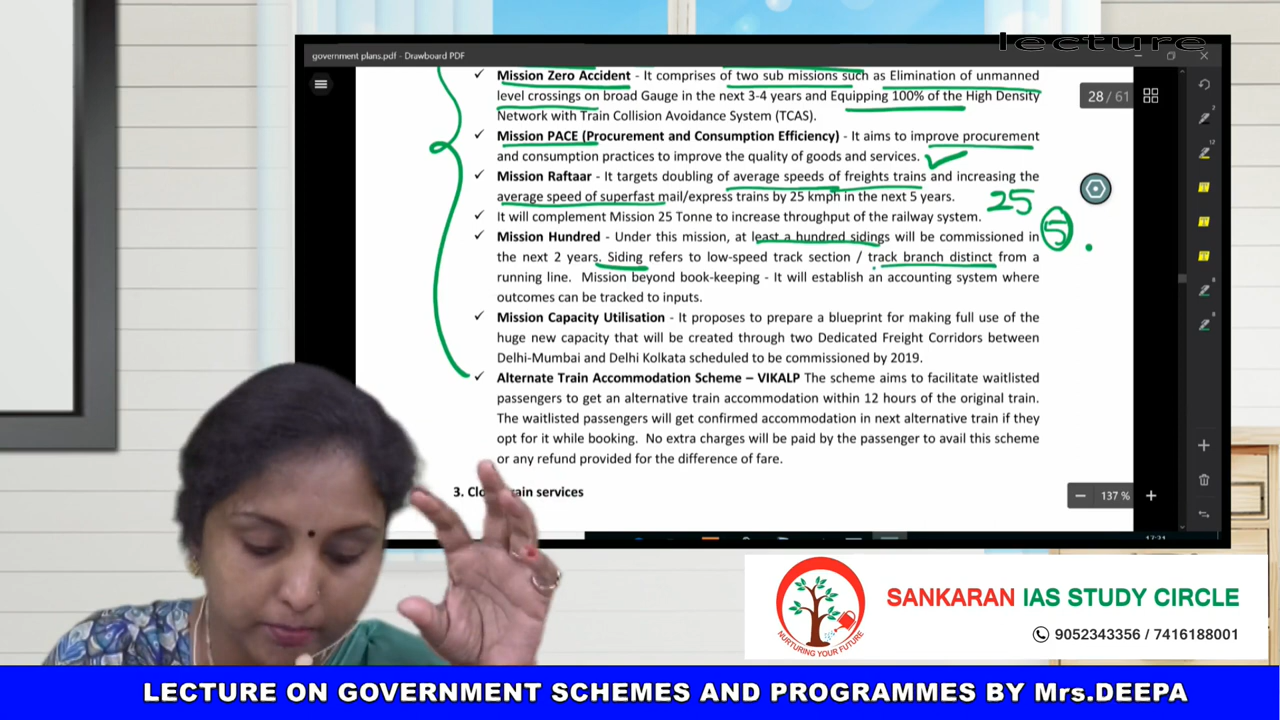 lecture
government plans.pdf - Drawboard PDF
✓ Mission Zero Accident - It comprises of two sub missions such as Elimination of unmanned
level crossings on broad Gauge in the next 3-4 years and Equipping 100% of the High Density
Network with Train Collision Avoidance System (TCAS).
28 / 61
✓ Mission PACE (Procurement and Consumption Efficiency) - It aims to improve procurement
and consumption practices to improve the quality of goods and services.
✓ Mission Raftaar - It targets doubling of average speeds of freights trains and increasing the
average speed of superfast mail/express trains by 25 kmph in the next 5 years.
25
✓ It will complement Mission 25 Tonne to increase throughput of the railway system.
5
✓ Mission Hundred - Under this mission, at least a hundred sidings will be commissioned in
the next 2 years. Siding refers to low-speed track section / track branch distinct from a
running line. Mission beyond book-keeping - It will establish an accounting system where
outcomes can be tracked to inputs.
✓ Mission Capacity Utilisation - It proposes to prepare a blueprint for making full use of the
huge new capacity that will be created through two Dedicated Freight Corridors between
Delhi-Mumbai and Delhi Kolkata scheduled to be commissioned by 2019.
✓ Alternate Train Accommodation Scheme – VIKALP The scheme aims to facilitate waitlisted
passengers to get an alternative train accommodation within 12 hours of the original train.
The waitlisted passengers will get confirmed accommodation in next alternative train if they
opt for it while booking. No extra charges will be paid by the passenger to avail this scheme
or any refund provided for the difference of fare.
3. ain services
137 %
17:21
NURTURING YOUR FUTURE
SANKARAN IAS STUDY CIRCLE
9052343356 / 7416188001
LECTURE ON GOVERNMENT SCHEMES AND PROGRAMMES BY Mrs.DEEPA